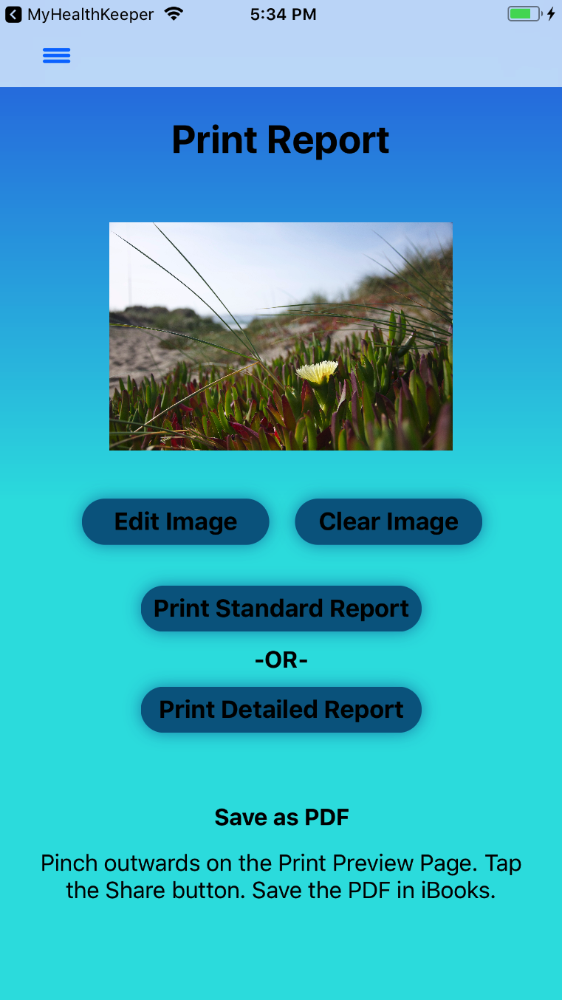 MyHealthKeeper 5:34 PM
Print Report
Edit Image Clear Image
Print Standard Report
-OR-
Print Detailed Report
Save as PDF
Pinch outwards on the Print Preview Page. Tap
the Share button. Save the PDF in iBooks.